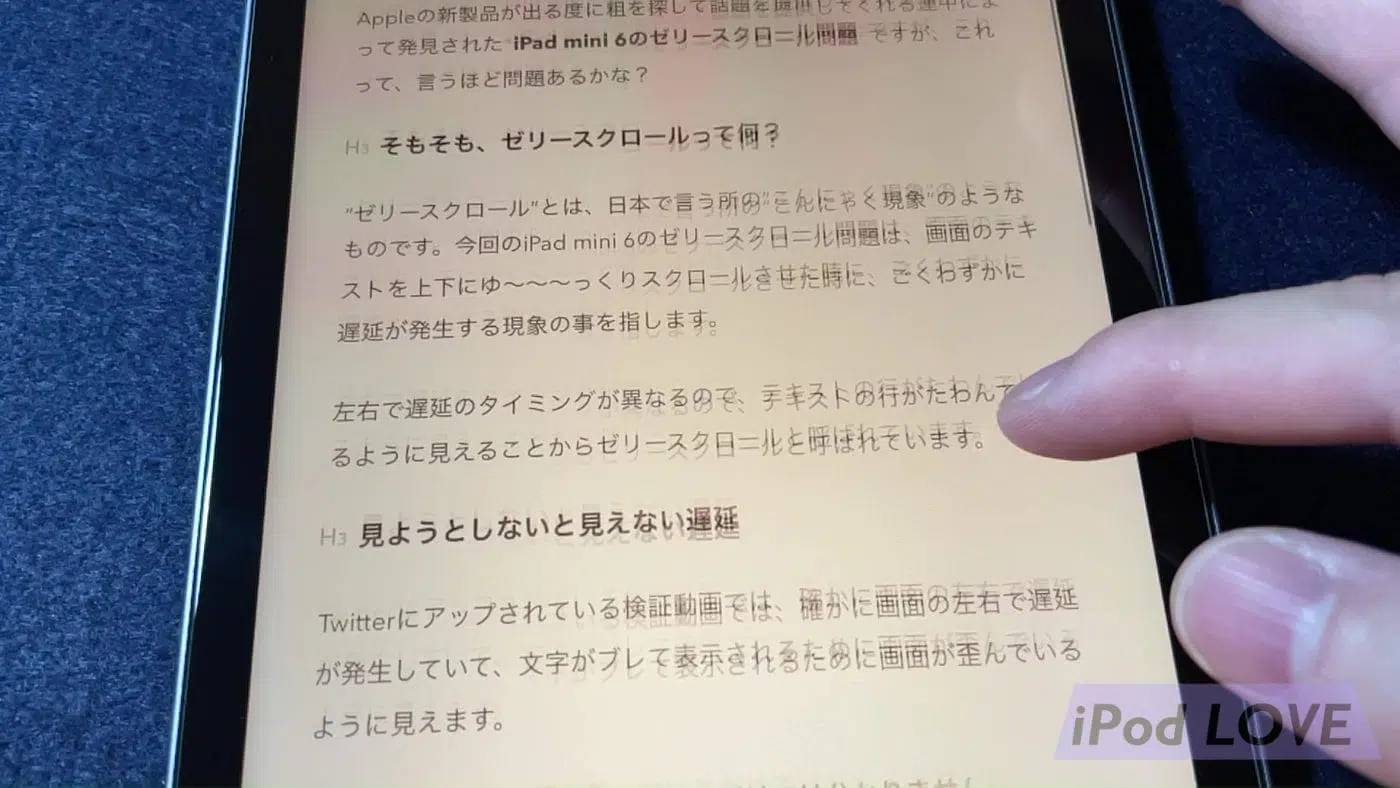 Appleの新製品が出る度に粗を探して話題を提供してくれる連中によ
って発見された iPad mini 6のゼリースクロール問題 ですが、これ
って、言うほど問題あるかな？
H3 そもそも、ゼリースクロールって何？
"ゼリースクロール"とは、日本で言う所の"こんにゃく現象"のような
ものです。今回のiPad mini 6のゼリースクロール問題は、画面のテキ
ストを上下にゆ〜〜〜っくりスクロールさせた時に、ごくわずかに
遅延が発生する現象の事を指します。
左右で遅延のタイミングが異なるので、テキストの行がたわんで
るように見えることからゼリースクロールと呼ばれています。
H3 見ようとしないと見えない遅延
Twitterにアップされている検証動画では、確かに画面の左右で遅延
が発生していて、文字がブレて表示されるために画面が歪んでいる
ように見えます。
iPod LOVE